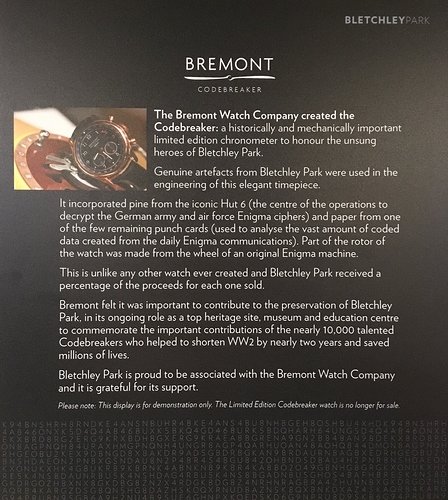 BLETCHLEYPARK
BREMONT
CODEBREAKER
The Bremont Watch Company created the
Codebreaker: a historically and mechanically important
limited edition chronometer to honour the unsung
heroes of Bletchley Park.
Genuine artefacts from Bletchley Park were used in the
engineering of this elegant timepiece.
It incorporated pine from the iconic Hut 6 (the centre of the operations to
decrypt the German army and air force Enigma ciphers) and paper from one
of the few remaining punch cards (used to analyse the vast amount of coded
data created from the daily Enigma communications). Part of the rotor of
the watch was made from the wheel of an original Enigma machine.
This is unlike any other watch ever created and Bletchley Park received a
percentage of the proceeds for each one sold.
Bremont felt it was important to contribute to the preservation of Bletchley
Park, in its ongoing role as a top heritage site, museum and education centre
to commemorate the important contributions of the nearly 10,000 talented
Codebreakers who helped to shorten WW2 by nearly two years and saved
millions of lives.
Bletchley Park is proud to be associated with the Bremont Watch Company
and it is grateful for its support.
Please note: This display is for demonstration only. The Limited Edition Codebreaker watch is no longer for sale.